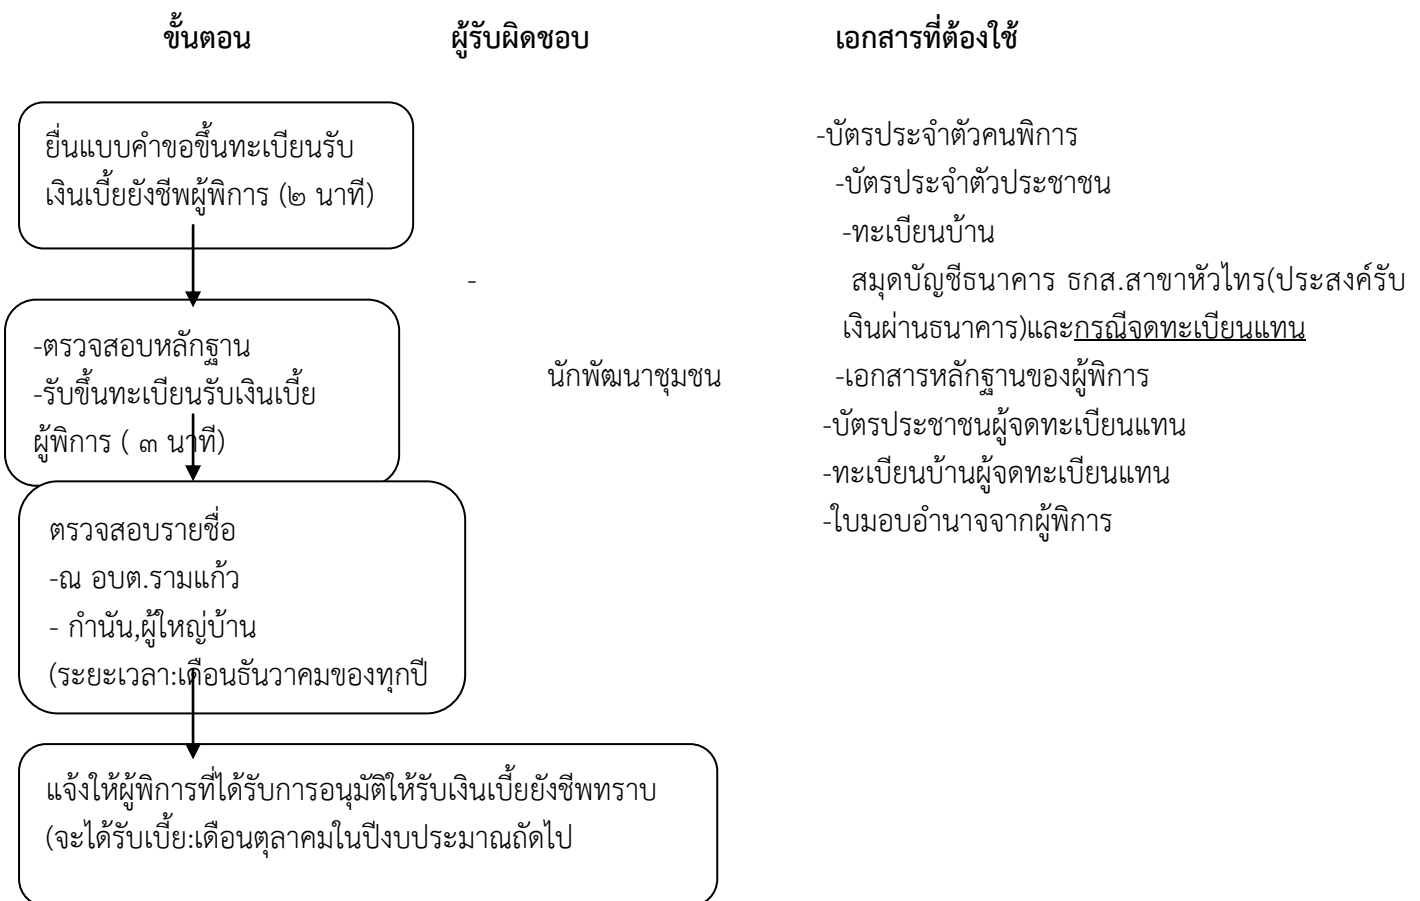 ขั้นตอน ผู้รับผิดชอบ เอกสารที่ต้องใช้
ยื่นแบบคำขอขึ้นทะเบียนรับ
เงินเบี้ยยังชีพผู้พิการ (๒ นาที)
-ตรวจสอบหลักฐาน
-รับขึ้นทะเบียนรับเงินเบี้ย
ผู้พิการ ( ๓ นาที)
ตรวจสอบรายชื่อ
-ณ อบต.รามแก้ว
- กำนัน,ผู้ใหญ่บ้าน
(ระยะเวลา:เดือนธันวาคมของทุกปี
แจ้งให้ผู้พิการที่ได้รับการอนุมัติให้รับเงินเบี้ยยังชีพทราบ
(จะได้รับเบี้ย:เดือนตุลาคมในปีงบประมาณถัดไป
-
นักพัฒนาชุมชน
-บัตรประจำตัวคนพิการ
-บัตรประจำตัวประชาชน
-ทะเบียนบ้าน
สมุดบัญชีธนาคาร ธกส.สาขาหัวไทร(ประสงค์รับ
เงินผ่านธนาคาร)และกรณีจดทะเบียนแทน
-เอกสารหลักฐานของผู้พิการ
-บัตรประชาชนผู้จดทะเบียนแทน
-ทะเบียนบ้านผู้จดทะเบียนแทน
-ใบมอบอำนาจจากผู้พิการ